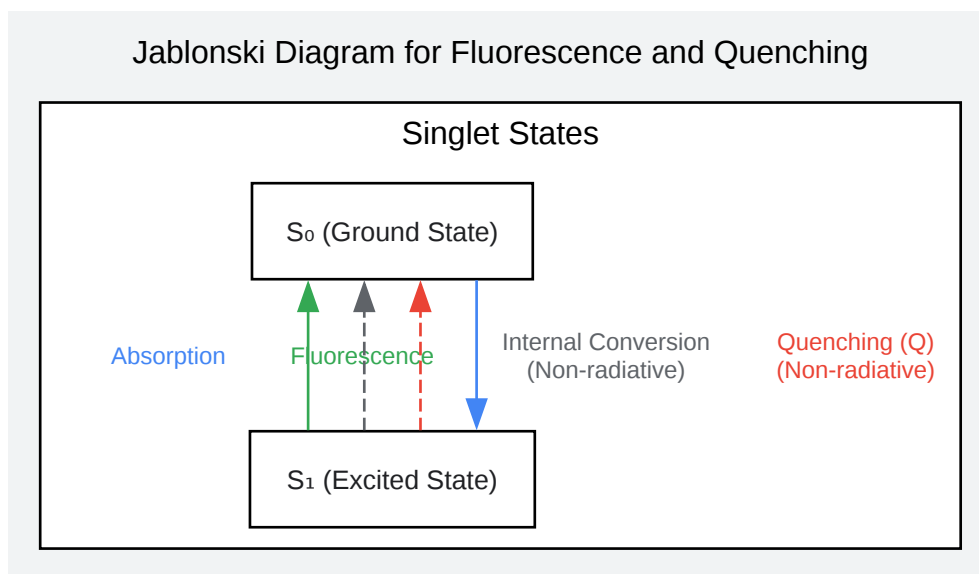 Jablonski Diagram for Fluorescence and Quenching
Singlet States
S₀ (Ground State)
Absorption
Fluorescence
Internal Conversion
(Non-radiative)
Quenching (Q)
(Non-radiative)
S₁ (Excited State)